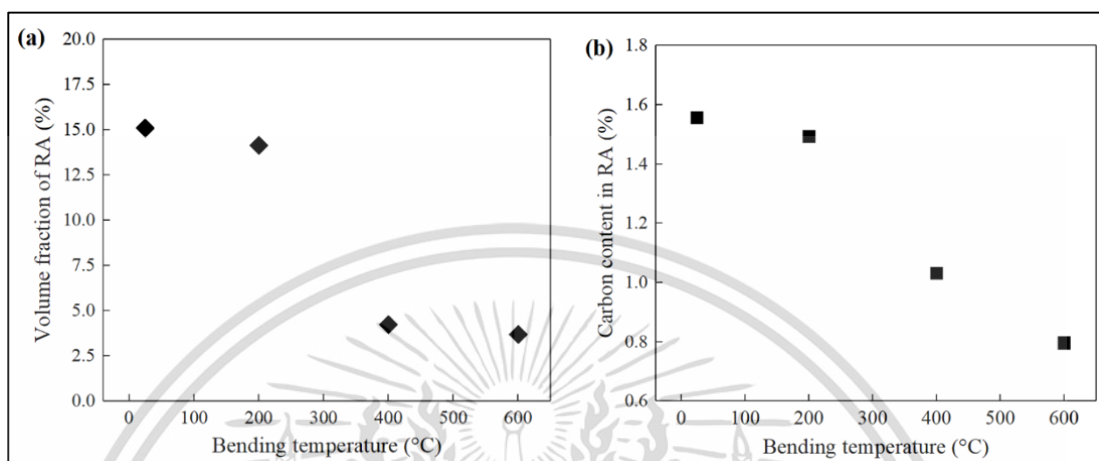 (a)
Volume fraction of RA (%)
20.0
17.5
15.0
12.5
10.0
7.5
5.0
2.5
0.0
0 100 200 300 400 500 600
Bending temperature (°C)
(b)
Carbon content in RA (%)
1.8
1.6
1.4
1.2
1.0
0.8
0.6
0 100 200 300 400 500 600
Bending temperature (°C)